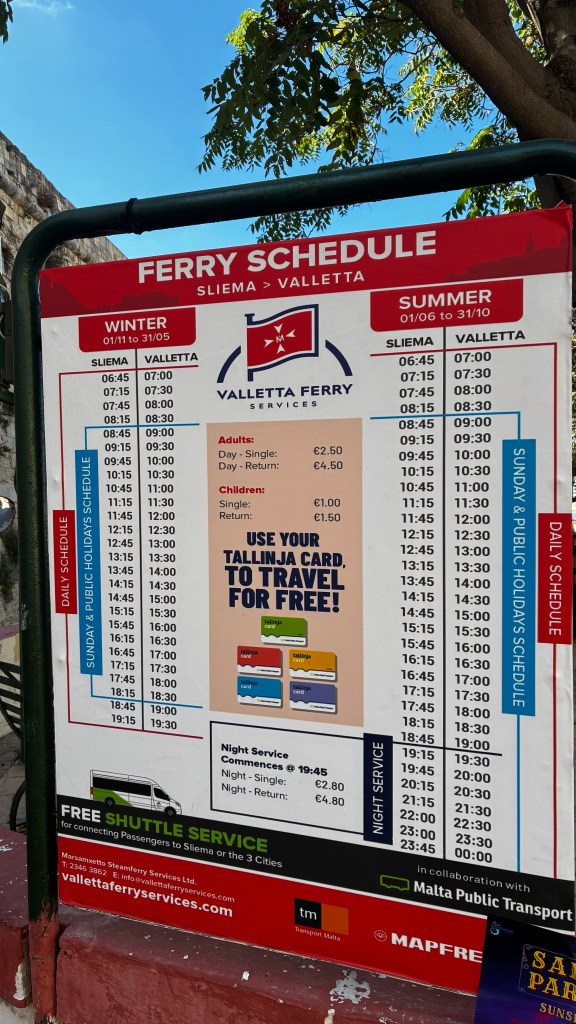 FERRY SCHEDULE
SLIEMA > VALLETTA
WINTER
01/11 to 31/05
SLIEMA VALLETTA
06:45 07:00
07:15 07:30
07:45 08:00
08:15 08:30
08:45 09:00
09:15 09:30
09:45 10:00
10:15 10:30
10:45 11:00
11:15 11:30
11:45 12:00
12:15 12:30
12:45 13:00
13:15 13:30
13:45 14:00
14:15 14:30
14:45 15:00
15:15 15:30
15:45 16:00
16:15 16:30
16:45 17:00
17:15 17:30
17:45 18:00
18:15 18:30
18:45 19:00
19:15 19:30
DAILY SCHEDULE
SUNDAY & PUBLIC HOLIDAYS SCHEDULE
M
VALLETTA FERRY
SERVICES
Adults:
Day - Single: €2.50
Day - Return: €4.50
Children:
Single: €1.00
Return: €1.50
USE YOUR
TALLINJA CARD,
TO TRAVEL
FOR FREE!
tallinja
card
tallinja
card
tallinja
card
tallinja
card
tallinja
card
Night Service
Commences @ 19:45
Night - Single: €2.80
Night - Return: €4.80
SUMMER
01/06 to 31/10
SLIEMA VALLETTA
06:45 07:00
07:15 07:30
07:45 08:00
08:15 08:30
08:45 09:00
09:15 09:30
09:45 10:00
10:15 10:30
10:45 11:00
11:15 11:30
11:45 12:00
12:15 12:30
12:45 13:00
13:15 13:30
13:45 14:00
14:15 14:30
14:45 15:00
15:15 15:30
15:45 16:00
16:15 16:30
16:45 17:00
17:15 17:30
17:45 18:00
18:15 18:30
18:45 19:00
19:15 19:30
19:45 20:00
20:15 20:30
21:15 21:30
22:00 22:30
23:00 23:30
23:45 00:00
SUNDAY & PUBLIC HOLIDAYS SCHEDULE
DAILY SCHEDULE
NIGHT SERVICE
FREE SHUTTLE SERVICE
for connecting Passengers to Sliema or the 3 Cities
in collaboration with
Malta Public Transport
Marsamxetto Steamferry Services Ltd.
T: 2346 3862 E: info@vallettaferryservices.com
vallettaferryservices.com
tm
Transport Malta
MAPFRE
SUNS